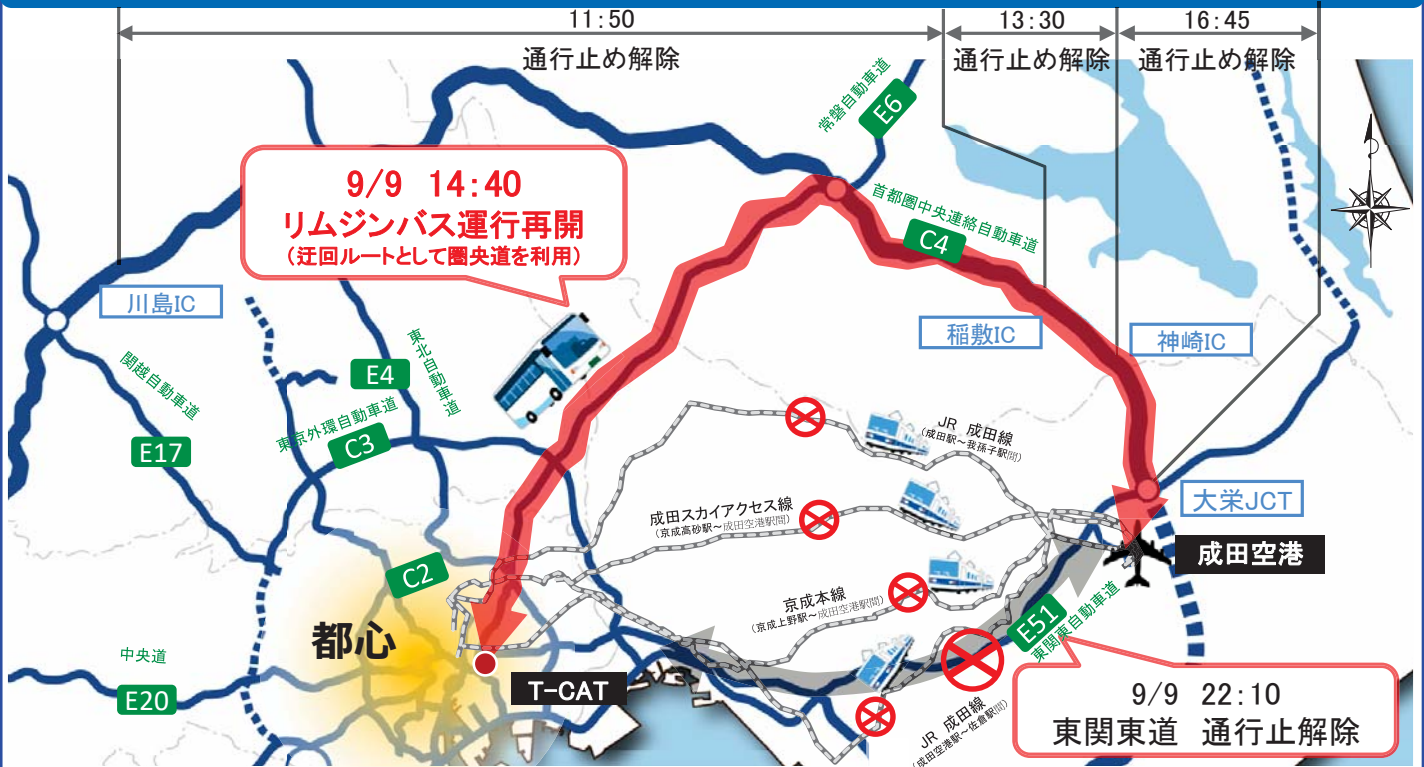 11:50
通行止め解除
13:30
通行止め解除
16:45
通行止め解除
常磐自動車道
E6
9/9 14:40
リムジンバス運行再開
(迂回ルートとして圏央道を利用)
首都圏中央連絡自動車道
C4
川島IC
稲敷IC
神崎IC
関越自動車道
東北自動車道
E4
東京外環自動車道
C3
E17
JR 成田線
(成田駅~我孫子駅間)
成田スカイアクセス線
(京成高砂駅~成田空港駅間)
大栄JCT
成田空港
C2
京成本線
(京成上野駅~成田空港駅間)
E51
東関東自動車道
都心
中央道
E20
T-CAT
JR 成田線
(成田空港駅~佐倉駅間)
9/9 22:10
東関東道 通行止解除